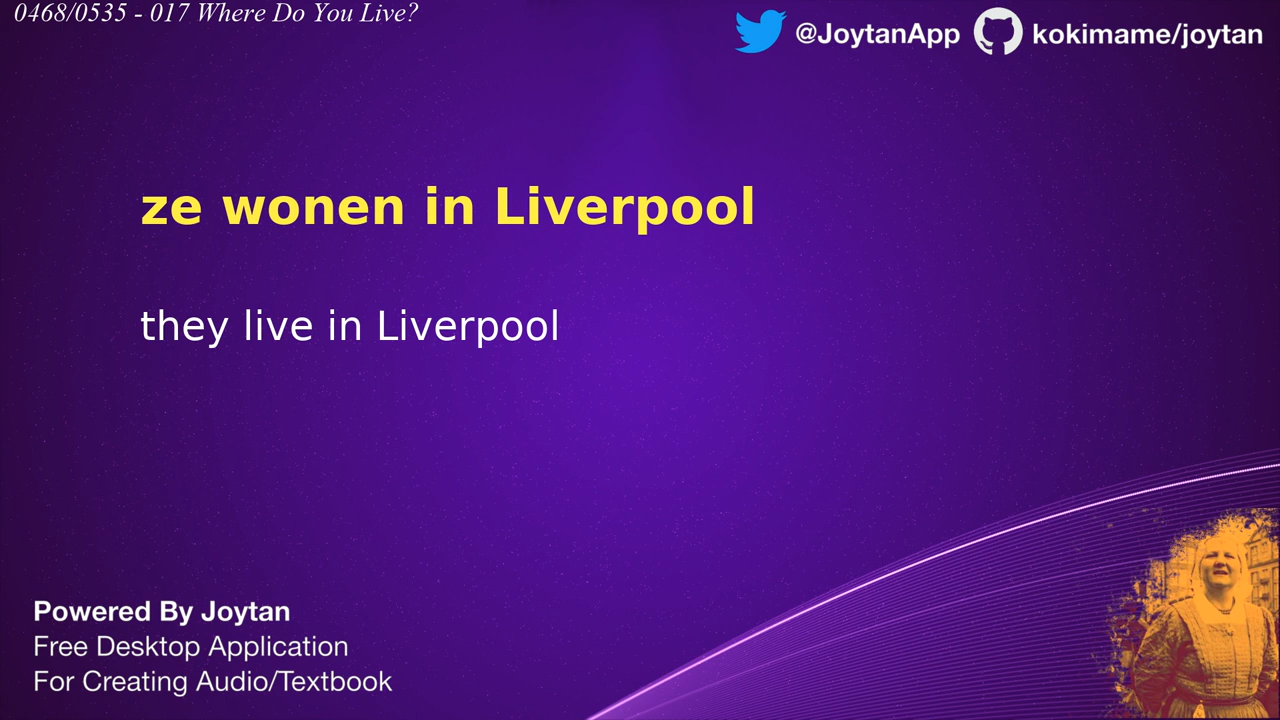 0468/0535 - 017 Where Do You Live?
@JoytanApp kokimame/joytan
ze wonen in Liverpool
they live in Liverpool
Powered By Joytan
Free Desktop Application
For Creating Audio/Textbook